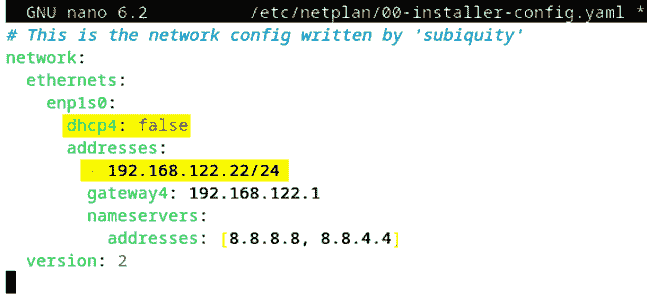 GNU nano 6.2 /etc/netplan/00-installer-config.yaml *
# This is the network config written by 'subiquity'
network:
  ethernets:
    enp1s0:
      dhcp4: false
      addresses:
        - 192.168.122.22/24
        gateway4: 192.168.122.1
        nameservers:
          addresses: [8.8.8.8, 8.8.4.4]
  version: 2